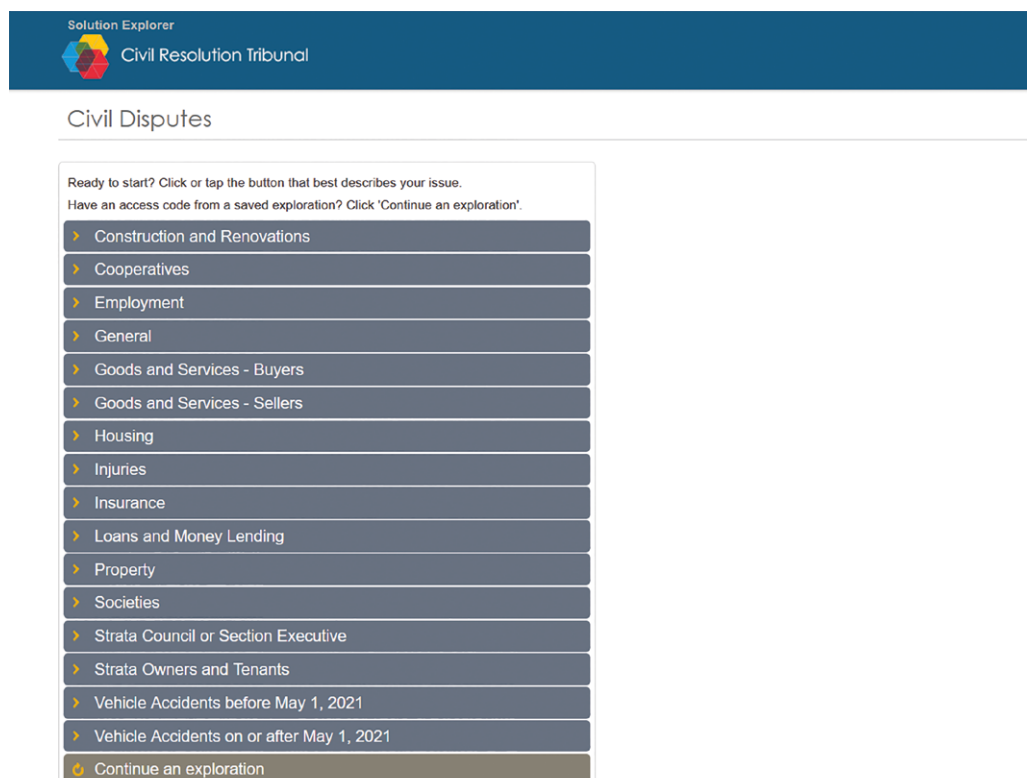 Solution Explorer
Civil Resolution Tribunal
Civil Disputes
Ready to start? Click or tap the button that best describes your issue.
Have an access code from a saved exploration? Click 'Continue an exploration'.
Construction and Renovations
Cooperatives
Employment
General
Goods and Services - Buyers
Goods and Services - Sellers
Housing
Injuries
Insurance
Loans and Money Lending
Property
Societies
Strata Council or Section Executive
Strata Owners and Tenants
Vehicle Accidents before May 1, 2021
Vehicle Accidents on or after May 1, 2021
Continue an exploration